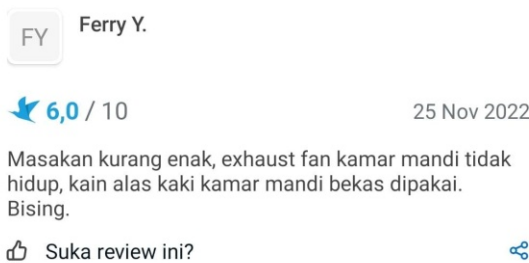 FY
Ferry Y.
6,0 / 10
25 Nov 2022
Masakan kurang enak, exhaust fan kamar mandi tidak
hidup, kain alas kaki kamar mandi bekas dipakai.
Bising.
Suka review ini?